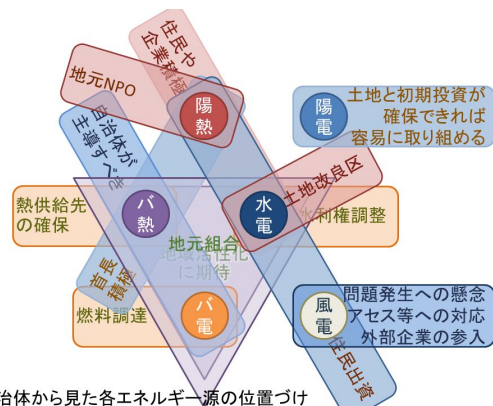 住民や
企業積極
地元NPO
陽
熱
陽
電
土地と初期投資が
確保できれば
容易に取り組める
自治体が
主導すべき
土地改良区
バ
熱
水
電
熱供給先
の確保
水利権調整
地元組合
地域活性化
に期待
首長
積極
燃料調達
バ
電
風
電
問題発生への懸念
アセス等への対応
外部企業の参入
住民出資
治体から見た各エネルギー源の位置づけ